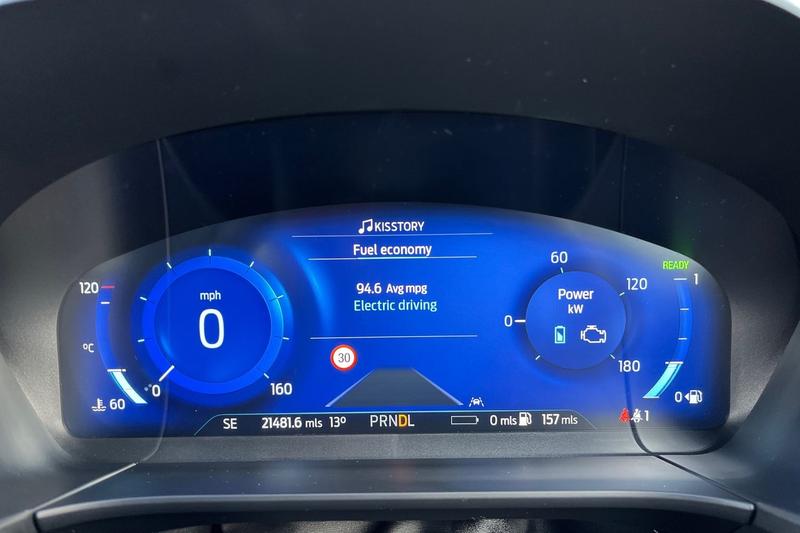 KISSTORY
Fuel economy
94.6 Avg mpg
Electric driving
120
°C
60
mph
0
0
160
30
60
0
120
180
Power
kW
READY
1
0
SE
21481.6 mls
13°
PRNDL
0 mls
157 mls
1